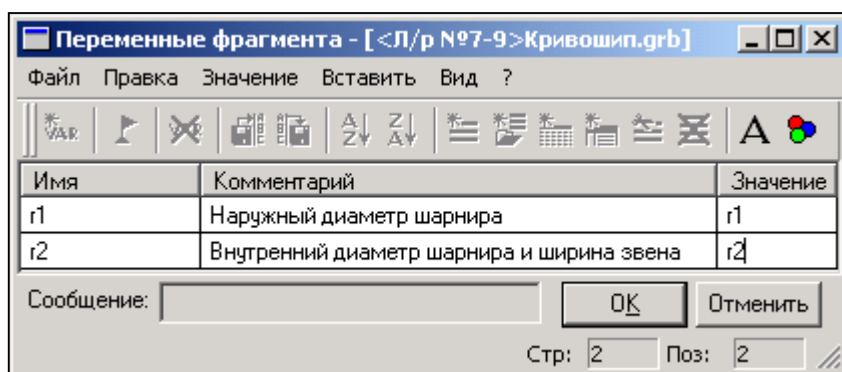 Переменные фрагмента - [<Л/р №7-9>Кривошип.grb]
Файл Правка Значение Вставить Вид ?
VAR A Z Z A A
Имя Комментарий Значение
r1 Наружный диаметр шарнира r1
r2 Внутренний диаметр шарнира и ширина звена r2
Сообщение: OK Отменить
Стр: 2 Поз: 2